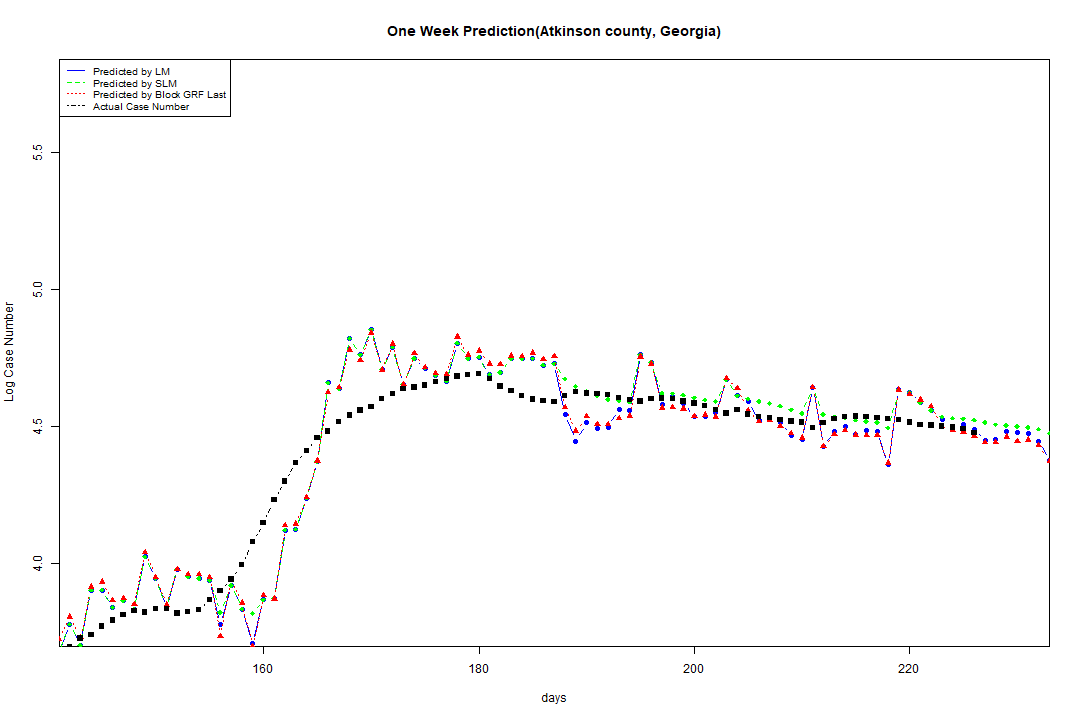 One Week Prediction(Atkinson county, Georgia)
Predicted by LM
Predicted by SLM
Predicted by Block GRF Last
Actual Case Number
Log Case Number
5.5
5.0
4.5
4.0
160 180 200 220
days